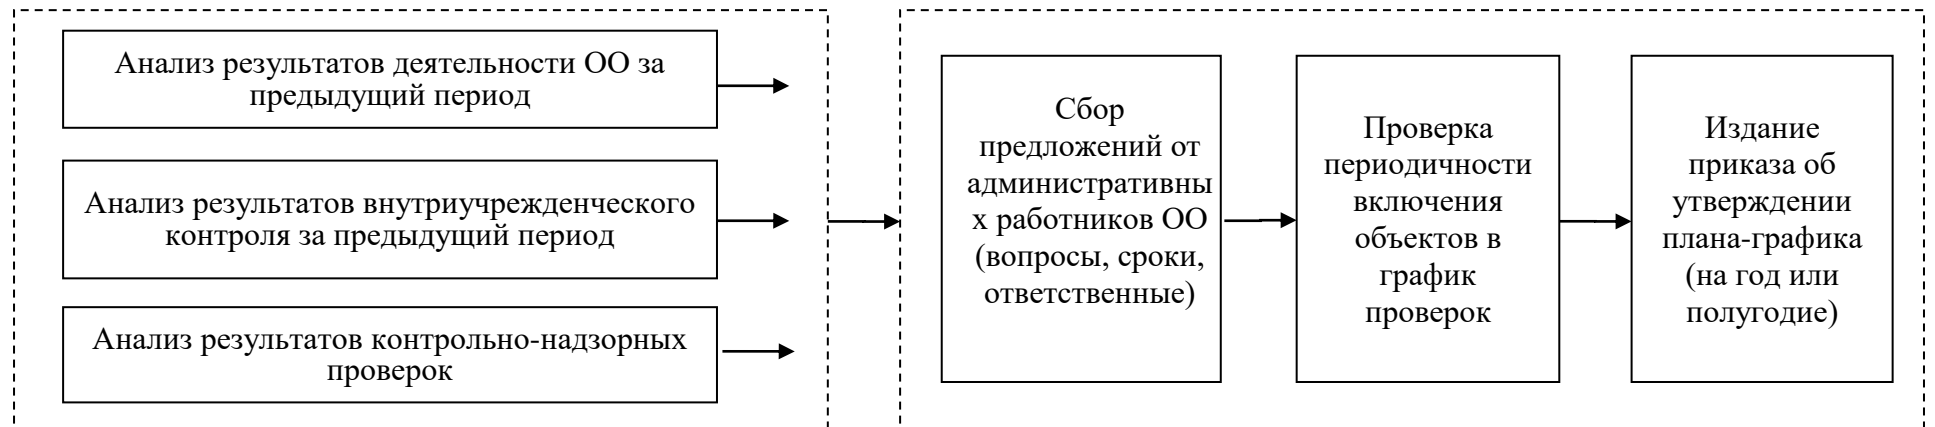 Анализ результатов деятельности ОО за
предыдущий период
Анализ результатов внутриучрежденческого
контроля за предыдущий период
Анализ результатов контрольно-надзорных
проверок
Сбор
предложений от
административны
х работников ОО
(вопросы, сроки,
ответственные)
Проверка
периодичности
включения
объектов в
график
проверок
Издание
приказа об
утверждении
плана-графика
(на год или
полугодие)